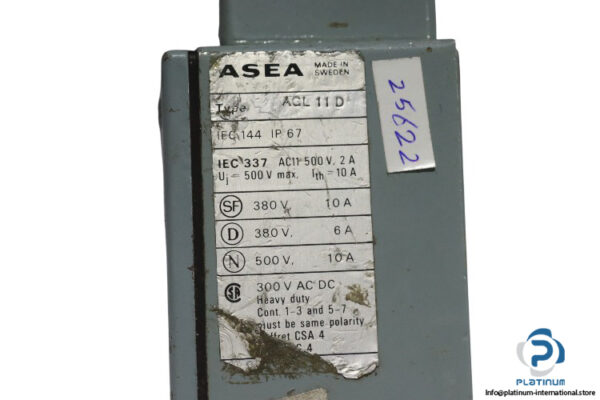 ASEA MADE IN SWEDEN
Type AGL 11 D
IEC 144 IP 67
IEC 337 AC11 500 V. 2 A
Ui = 500 V max. Ith = 10 A
SF 380 V. 10 A
D 380 V. 6 A
N 500 V. 10 A
300 V AC DC
Heavy duty
Cont. 1-3 and 5-7
must be same polarity
CSA 4
4
25622
PLATINUM
Info@platinum-international.store